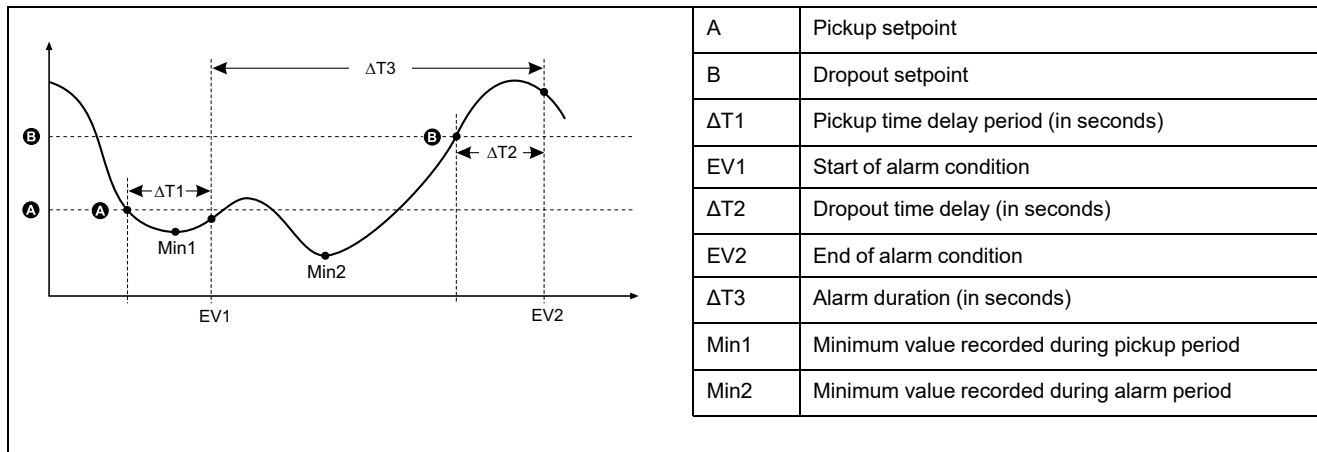 ΔT3
B
B
ΔT2
ΔT1
A
A
Min1
Min2
EV1
EV2
A Pickup setpoint
B Dropout setpoint
ΔT1 Pickup time delay period (in seconds)
EV1 Start of alarm condition
ΔT2 Dropout time delay (in seconds)
EV2 End of alarm condition
ΔT3 Alarm duration (in seconds)
Min1 Minimum value recorded during pickup period
Min2 Minimum value recorded during alarm period